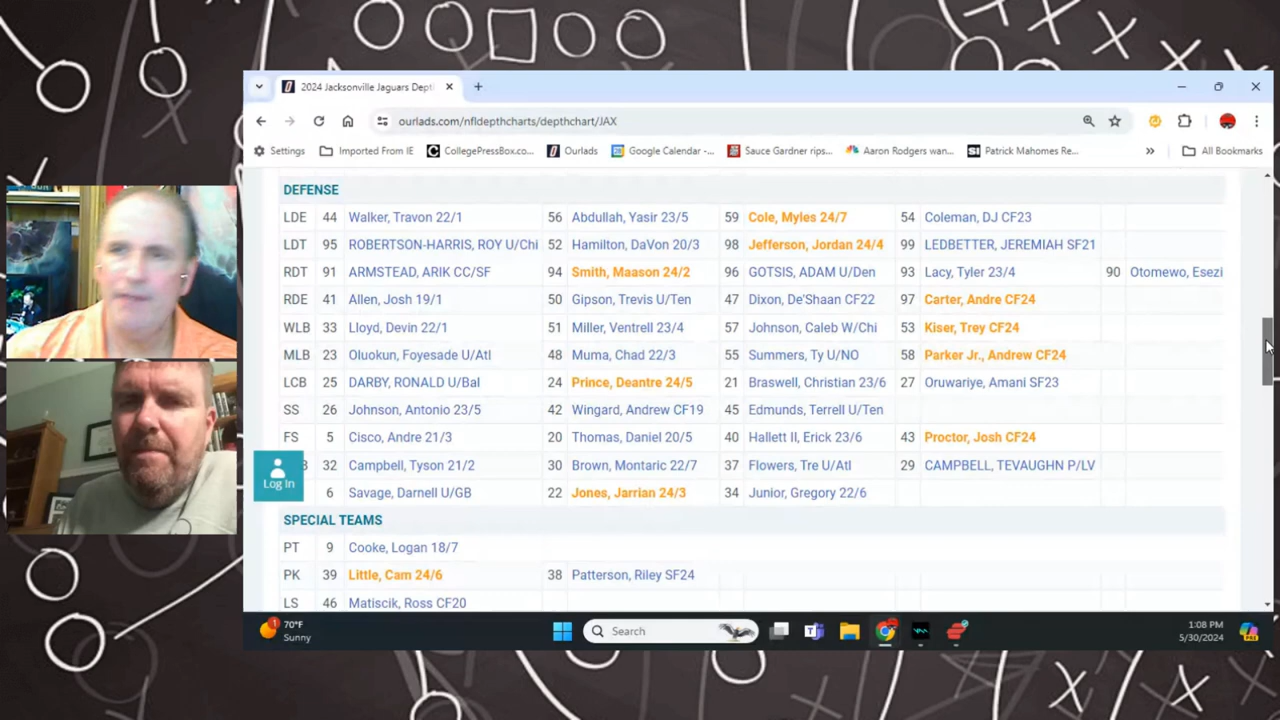 2024 Jacksonville Jaguars Dept
ourlads.com/nfldepthcharts/depthchart/JAX
Settings Imported From IE CollegePressBox.co... Ourlads Google Calendar -... Sauce Gardner rips... Aaron Rodgers wan... Patrick Mahomes Re... » All Bookmarks
DEFENSE
LDE 44 Walker, Travon 22/1 56 Abdullah, Yasir 23/5 59 Cole, Myles 24/7 54 Coleman, DJ CF23
LDT 95 ROBERTSON-HARRIS, ROY U/Chi 52 Hamilton, DaVon 20/3 98 Jefferson, Jordan 24/4 99 LEDBETTER, JEREMIAH SF21
RDT 91 ARMSTEAD, ARIK CC/SF 94 Smith, Maason 24/2 96 GOTSIS, ADAM U/Den 93 Lacy, Tyler 23/4 90 Otomewo, Esezi
RDE 41 Allen, Josh 19/1 50 Gipson, Trevis U/Ten 47 Dixon, De'Shaan CF22 97 Carter, Andre CF24
WLB 33 Lloyd, Devin 22/1 51 Miller, Ventrell 23/4 57 Johnson, Caleb W/Chi 53 Kiser, Trey CF24
MLB 23 Oluokun, Foyesade U/Atl 48 Muma, Chad 22/3 55 Summers, Ty U/NO 58 Parker Jr., Andrew CF24
LCB 25 DARBY, RONALD U/Bal 24 Prince, Deantre 24/5 21 Braswell, Christian 23/6 27 Oruwariye, Amani SF23
SS 26 Johnson, Antonio 23/5 42 Wingard, Andrew CF19 45 Edmunds, Terrell U/Ten
FS 5 Cisco, Andre 21/3 20 Thomas, Daniel 20/5 40 Hallett II, Erick 23/6 43 Proctor, Josh CF24
32 Campbell, Tyson 21/2 30 Brown, Montaric 22/7 37 Flowers, Tre U/Atl 29 CAMPBELL, TEVAUGHN P/LV
Log In
6 Savage, Darnell U/GB 22 Jones, Jarrian 24/3 34 Junior, Gregory 22/6
SPECIAL TEAMS
PT 9 Cooke, Logan 18/7
PK 39 Little, Cam 24/6 38 Patterson, Riley SF24
LS 46 Matiscik, Ross CF20
70°F
Sunny
Search
1:08 PM
5/30/2024